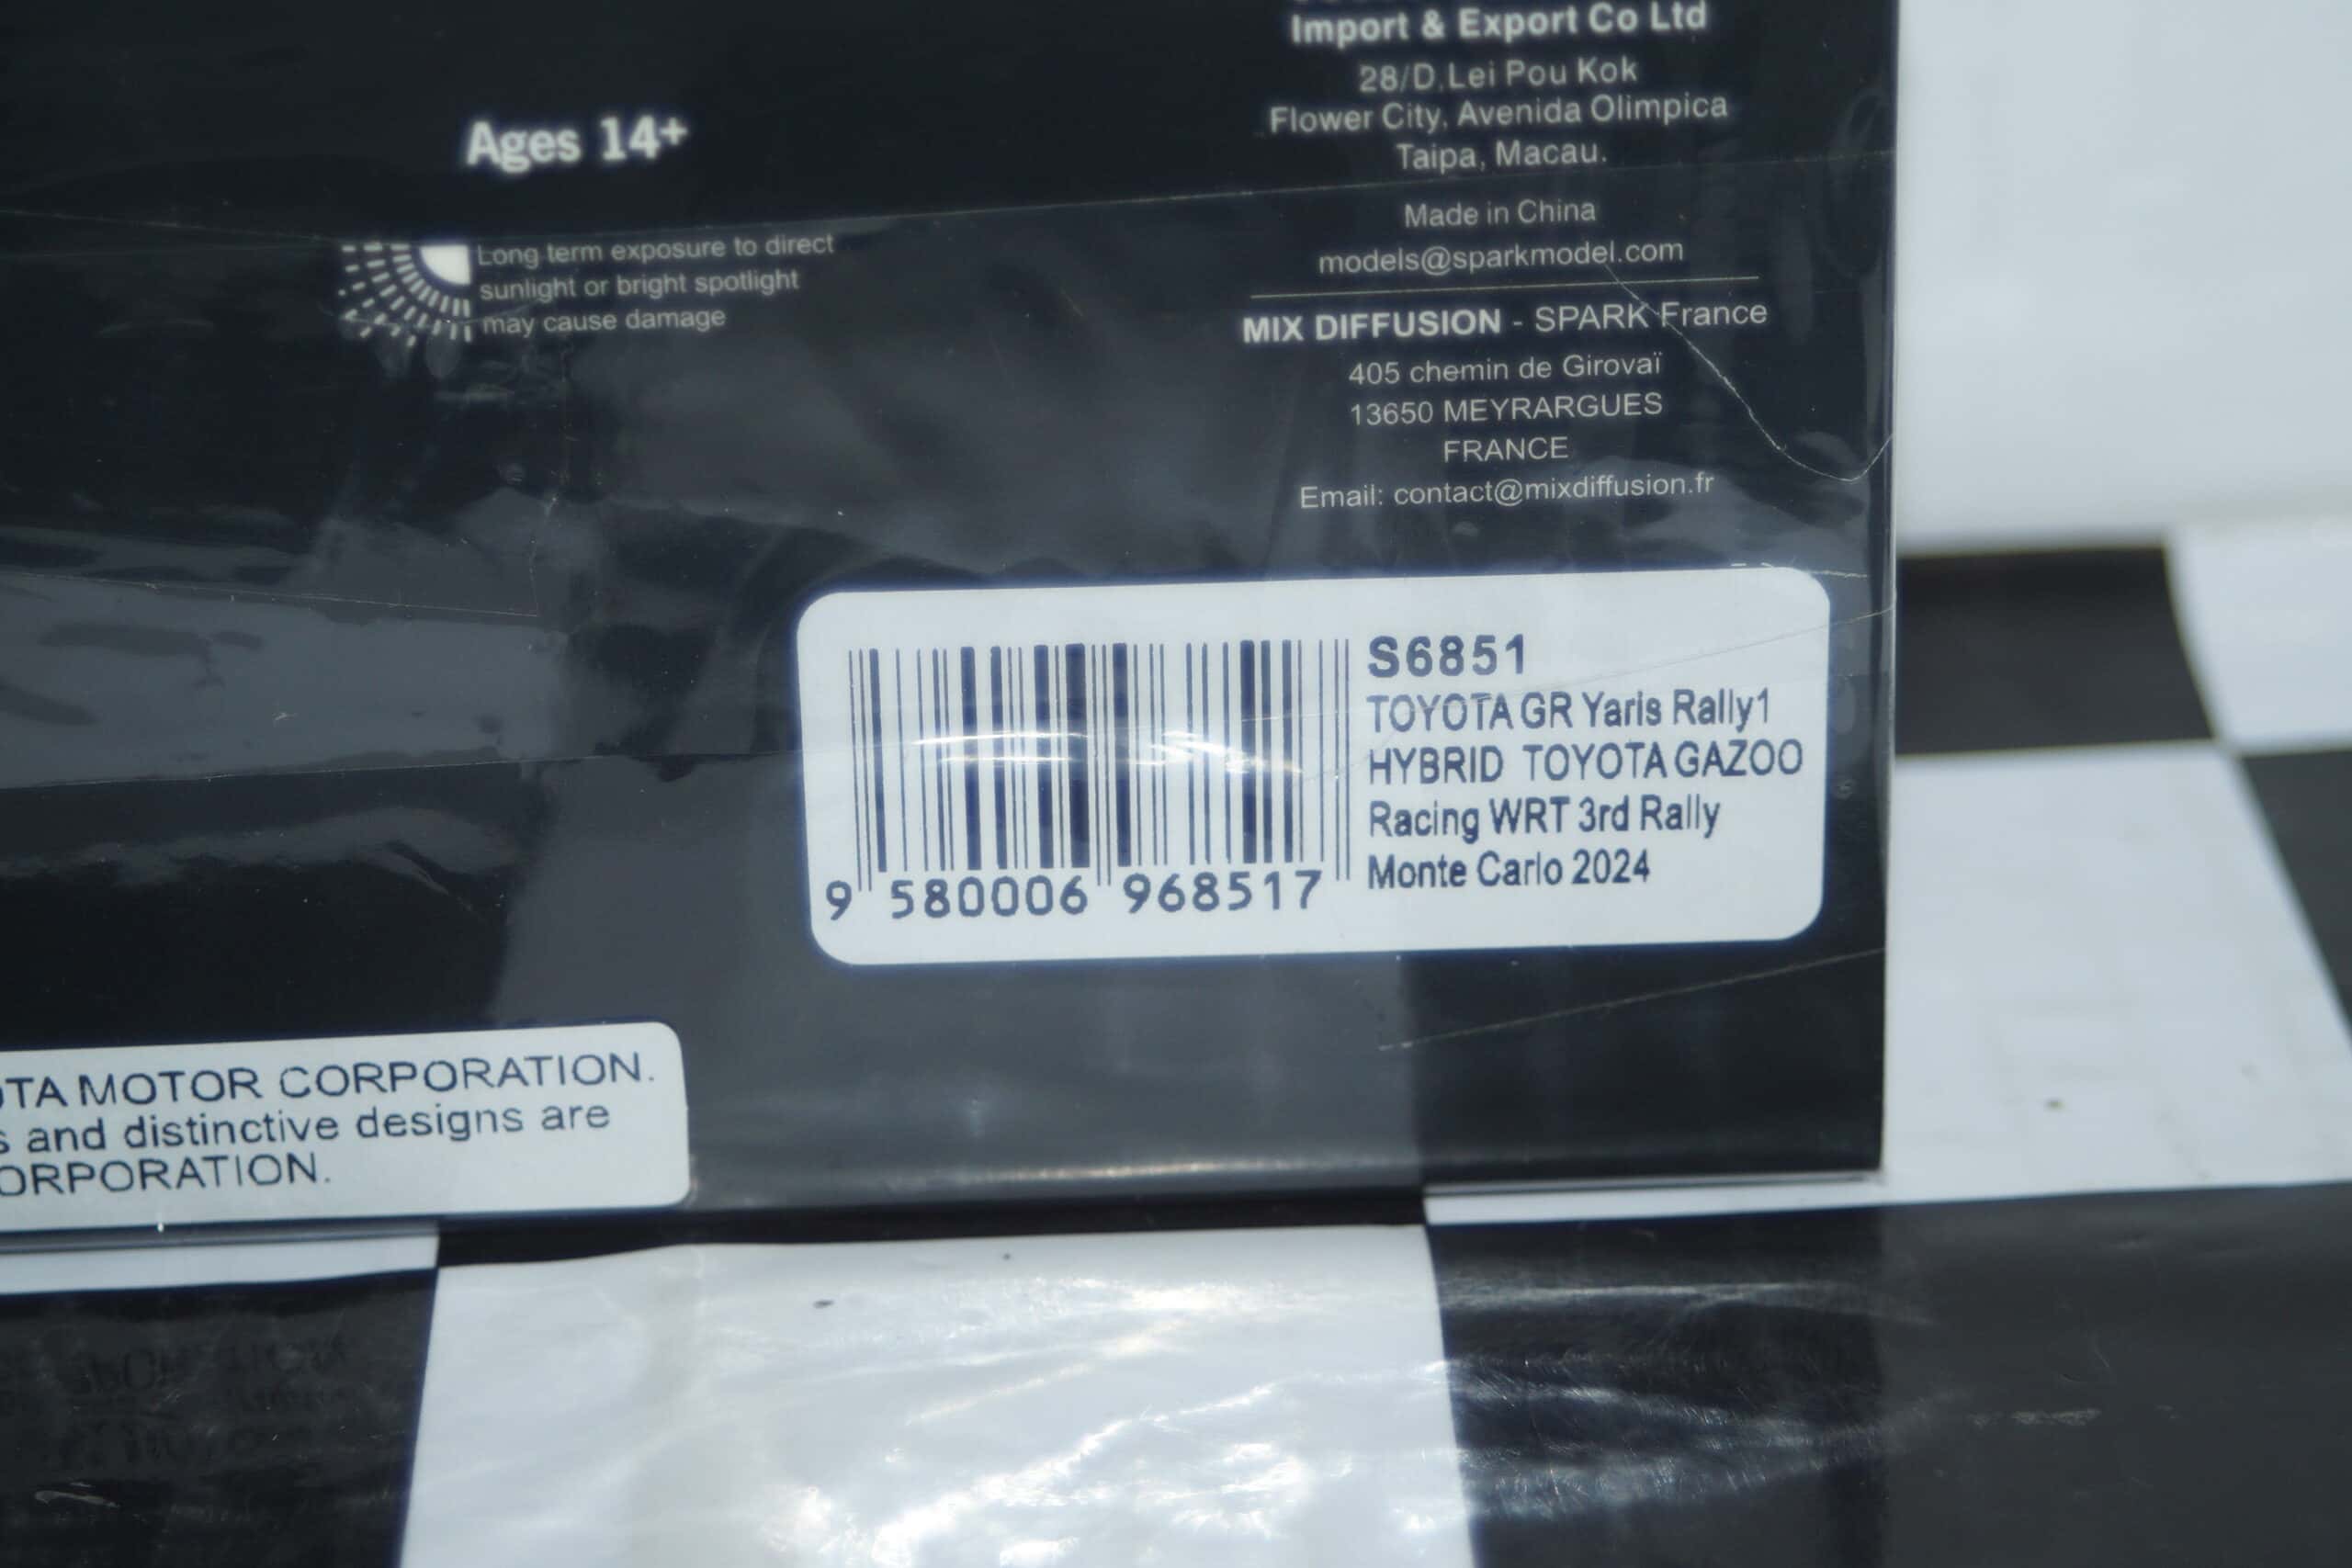 Import & Export Co Ltd
28/D,Lei Pou Kok
Flower City, Avenida Olimpica
Taipa, Macau.
Made in China
models@sparkmodel.com
Ages 14+
Long term exposure to direct
sunlight or bright spotlight
may cause damage
MIX DIFFUSION - SPARK France
405 chemin de Girovaï
13650 MEYRARGUES
FRANCE
Email: contact@mixdiffusion.fr
S6851
TOYOTA GR Yaris Rally1
HYBRID TOYOTA GAZOO
Racing WRT 3rd Rally
Monte Carlo 2024
9 580006 968517
OTA MOTOR CORPORATION.
s and distinctive designs are
ORPORATION.